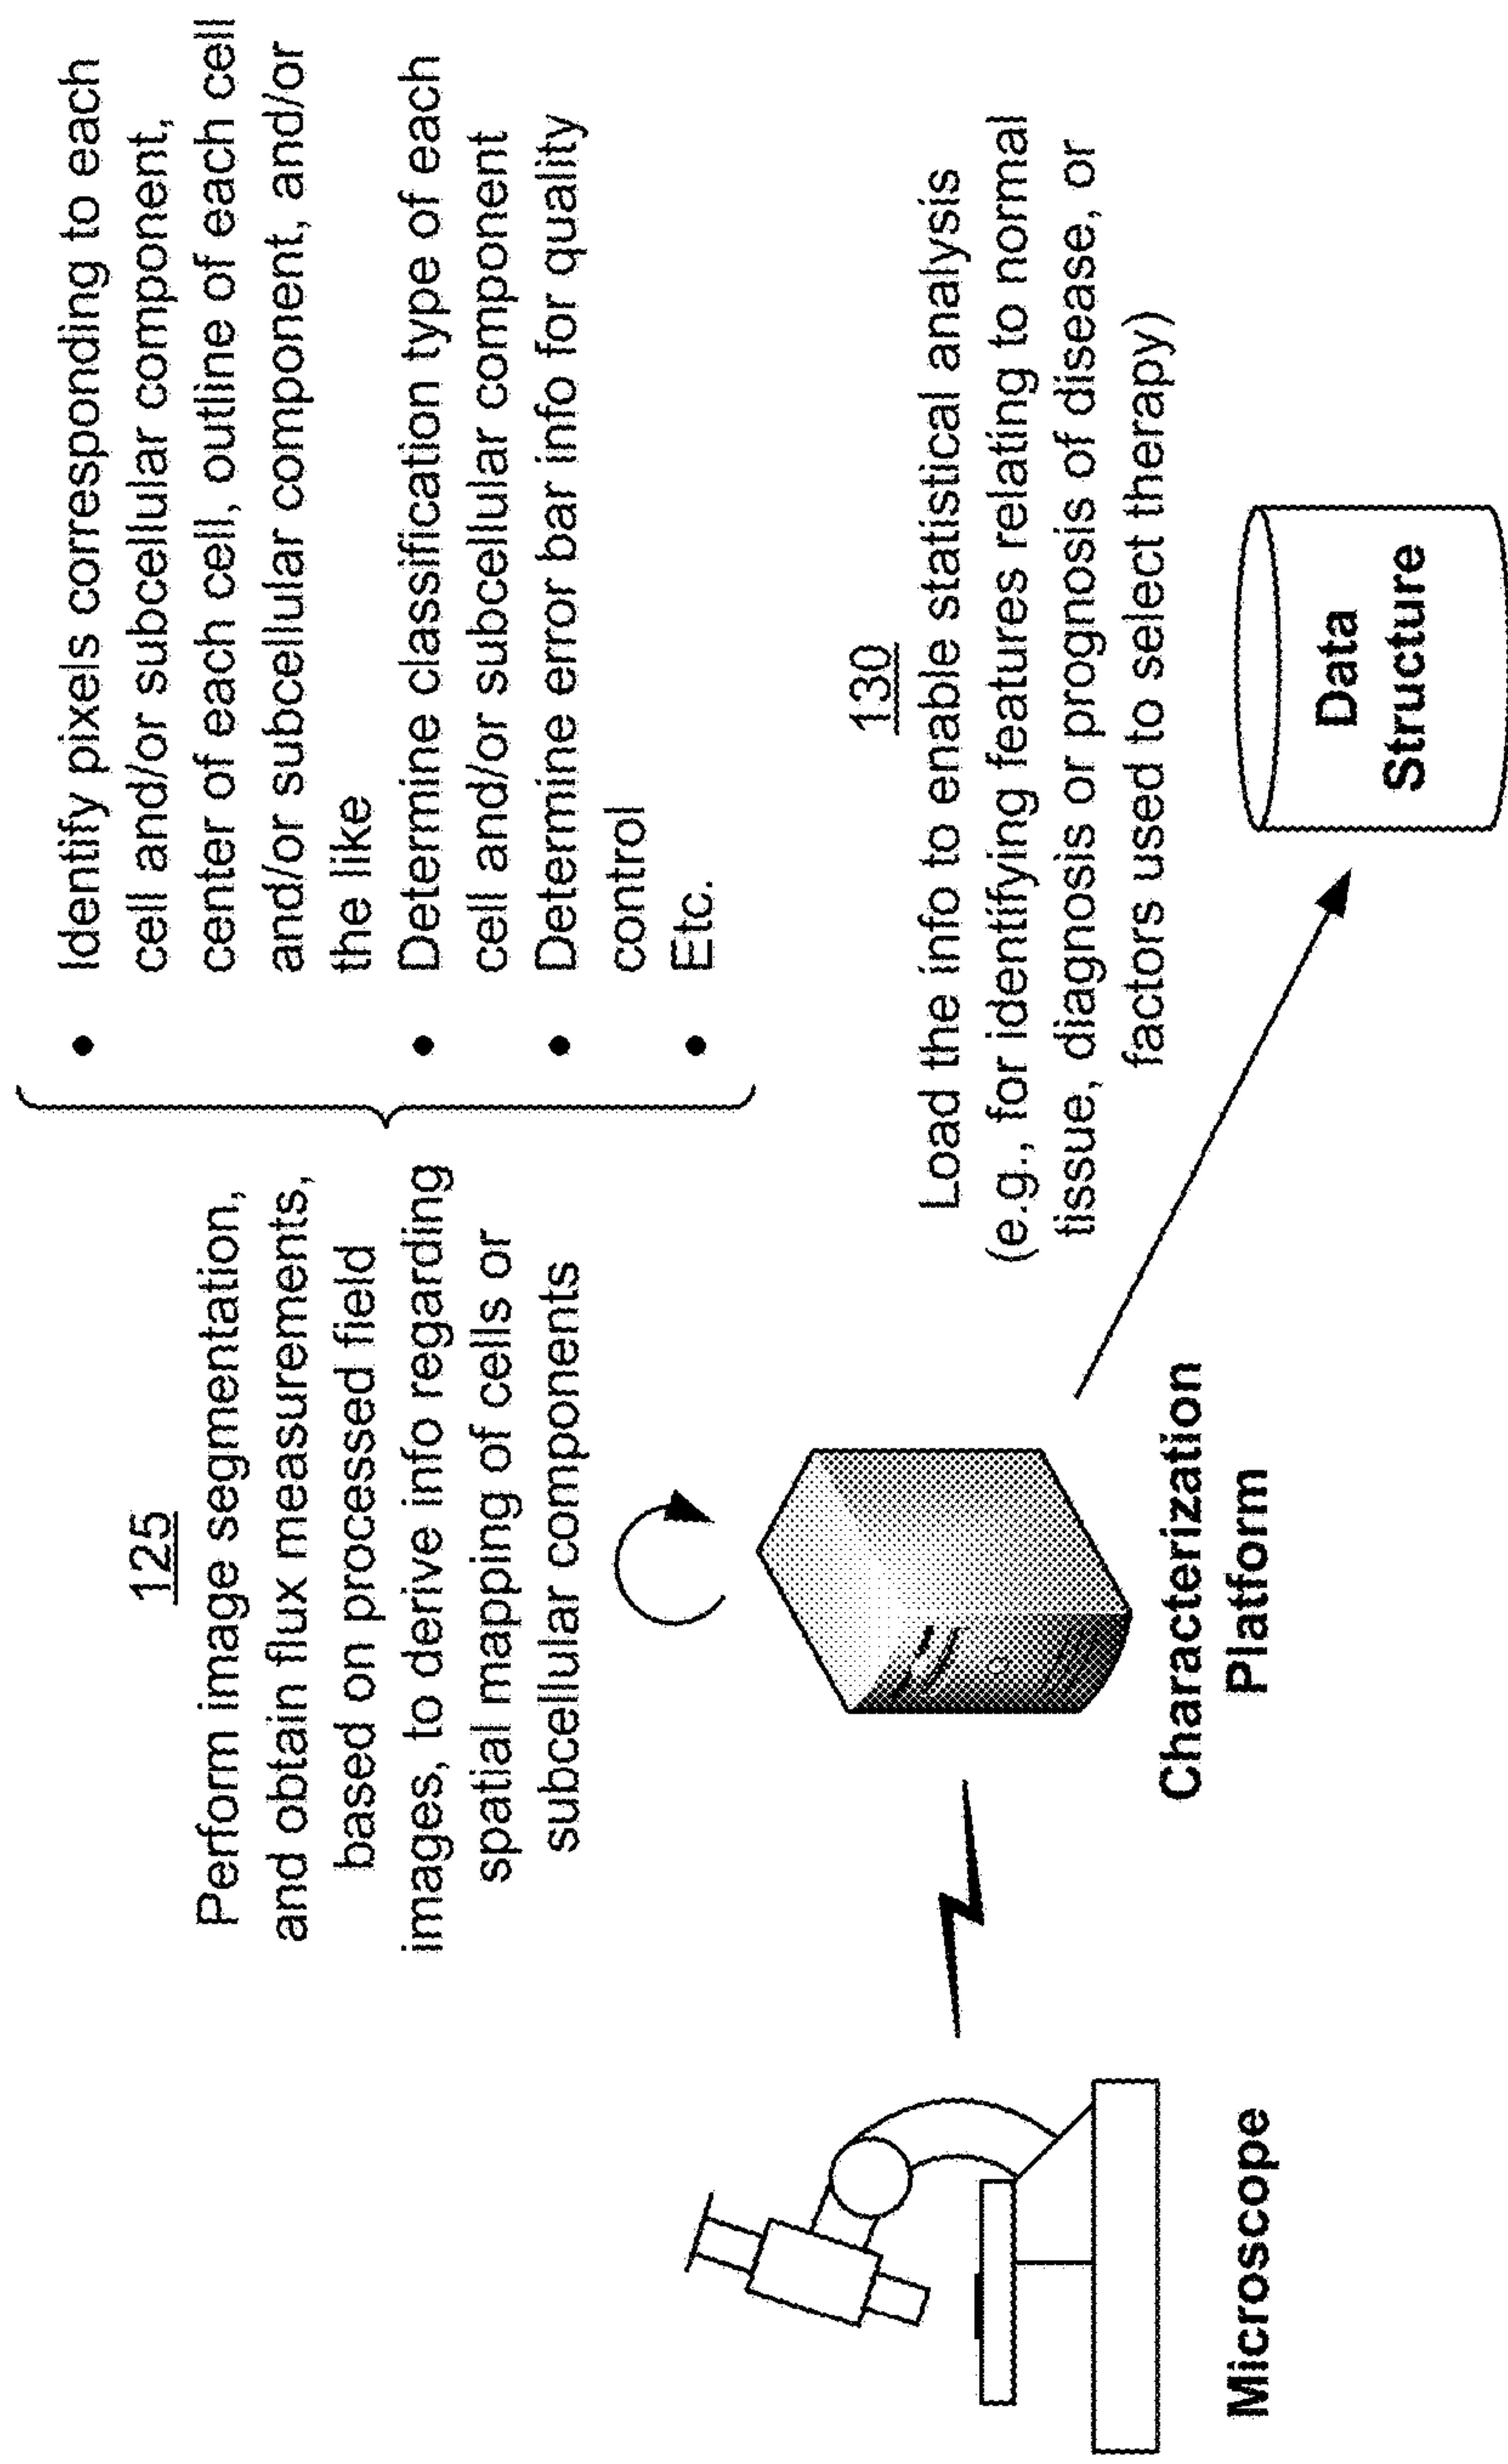 125
Perform image segmentation,
and obtain flux measurements,
based on processed field
images, to derive info regarding
spatial mapping of cells or
subcellular components
• Identify pixels corresponding to each
cell and/or subcellular component,
center of each cell, outline of each cell
and/or subcellular component, and/or
the like
• Determine classification type of each
cell and/or subcellular component
• Determine error bar info for quality
control
• Etc.
130
Load the info to enable statistical analysis
(e.g., for identifying features relating to normal
tissue, diagnosis or prognosis of disease, or
factors used to select therapy)
Microscope
Characterization
Platform
Data
Structure